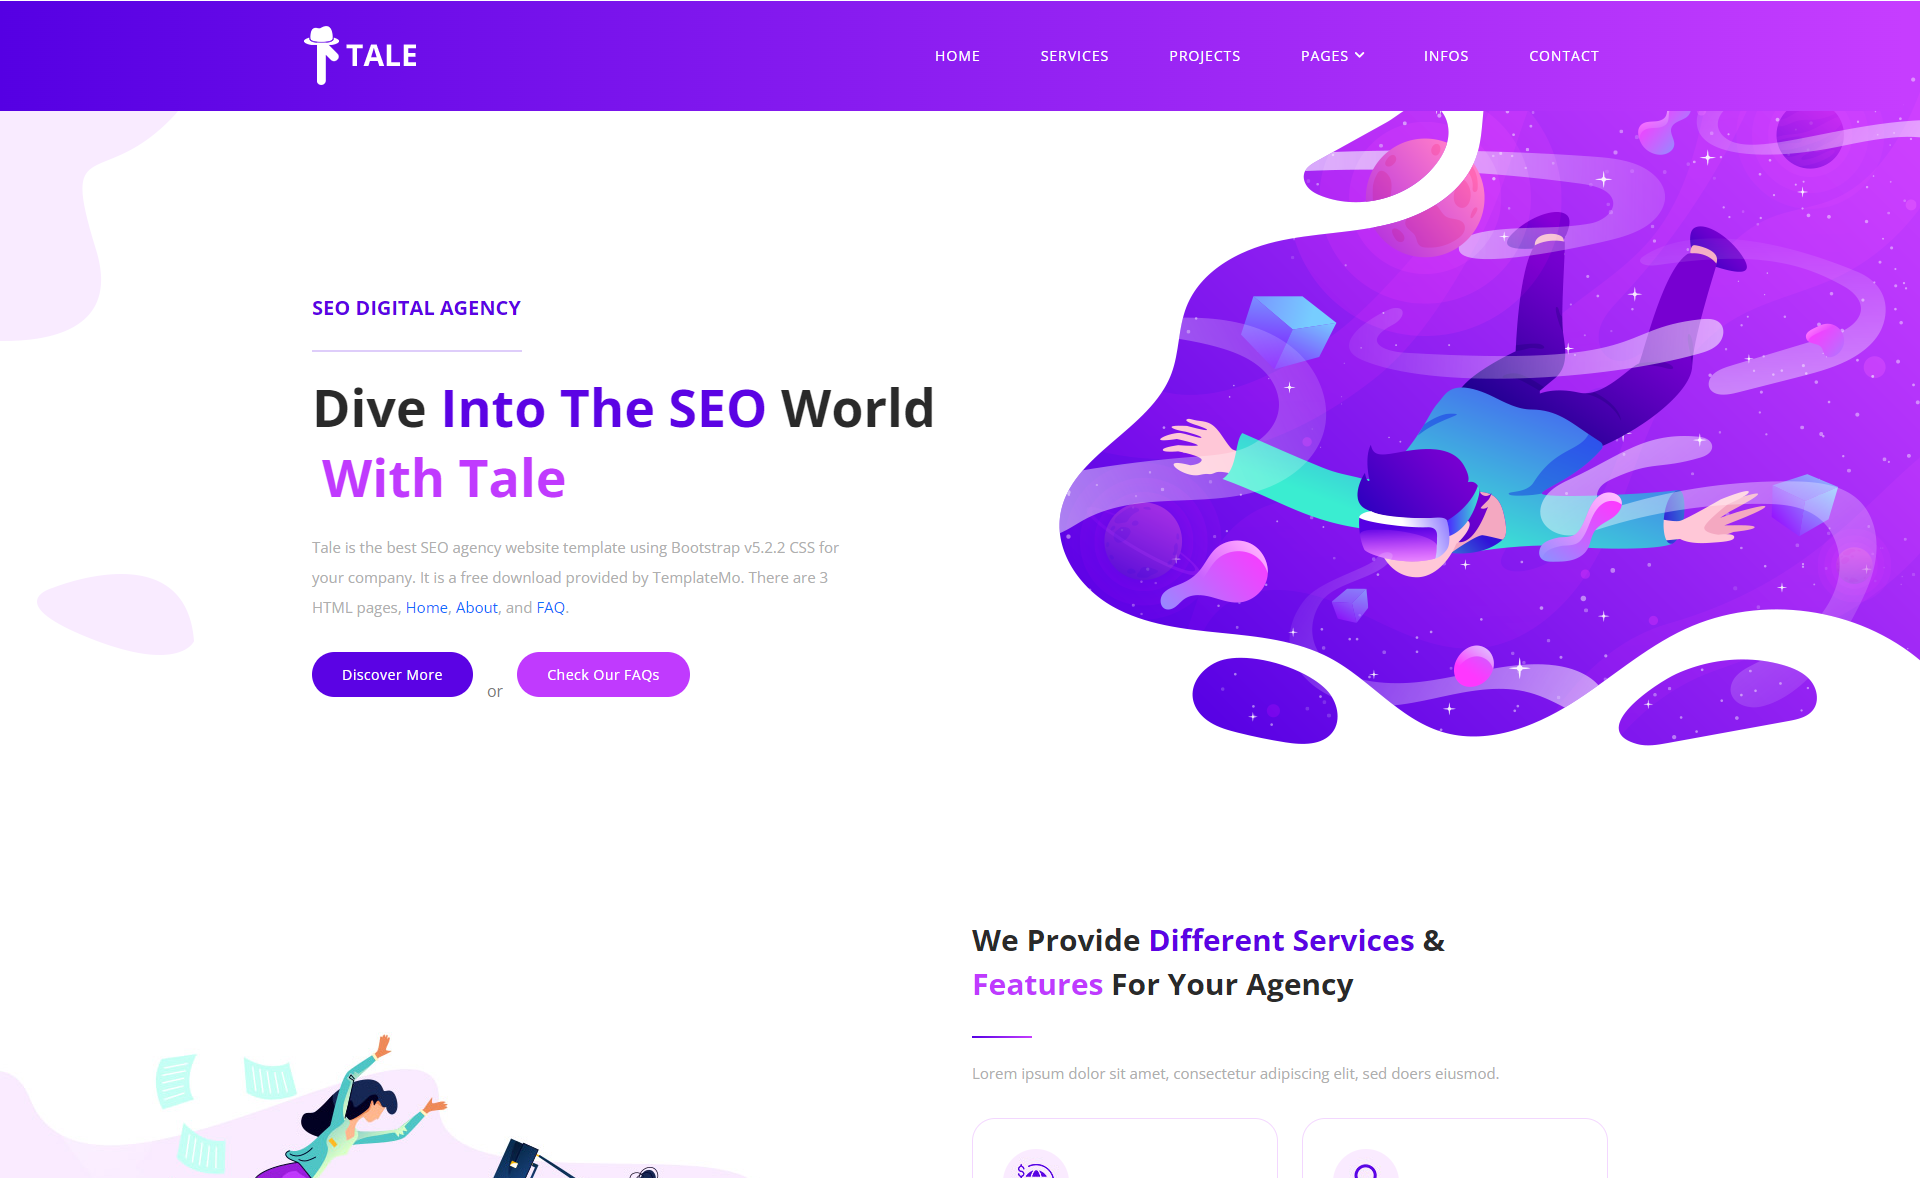 TALE
HOME SERVICES PROJECTS PAGES INFOS CONTACT
SEO DIGITAL AGENCY
Dive Into The SEO World
With Tale
Tale is the best SEO agency website template using Bootstrap v5.2.2 CSS for
your company. It is a free download provided by TemplateMo. There are 3
HTML pages, Home, About, and FAQ.
Discover More or Check Our FAQs
We Provide Different Services &
Features For Your Agency
Lorem ipsum dolor sit amet, consectetur adipiscing elit, sed doers eiusmod.